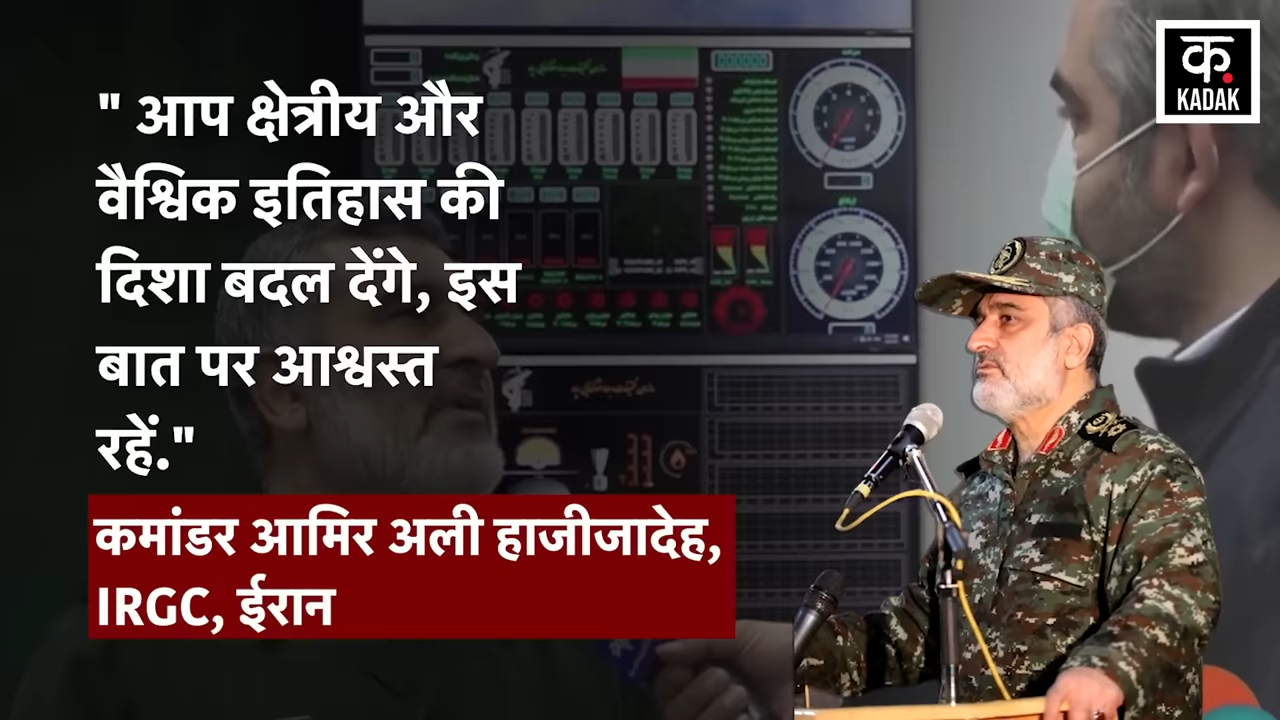 " आप क्षेत्रीय और
वैश्विक इतिहास की
दिशा बदल देंगे, इस
बात पर आश्वस्त
रहें."
कमांडर आमिर अली हाजीजादेह,
IRGC, ईरान
क.
KADAK